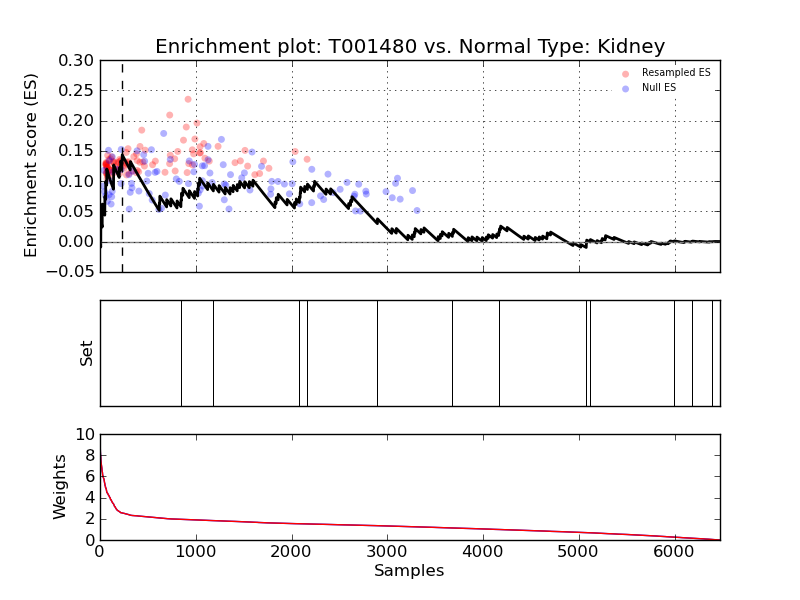 Enrichment plot: T001480 vs. Normal Type: Kidney
0.30
0.25
0.20
0.15
0.10
0.05
0.00
−0.05
Enrichment score (ES)
Resampled ES
Null ES
Set
10
8
6
4
2
0
Weights
0 1000 2000 3000 4000 5000 6000
Samples